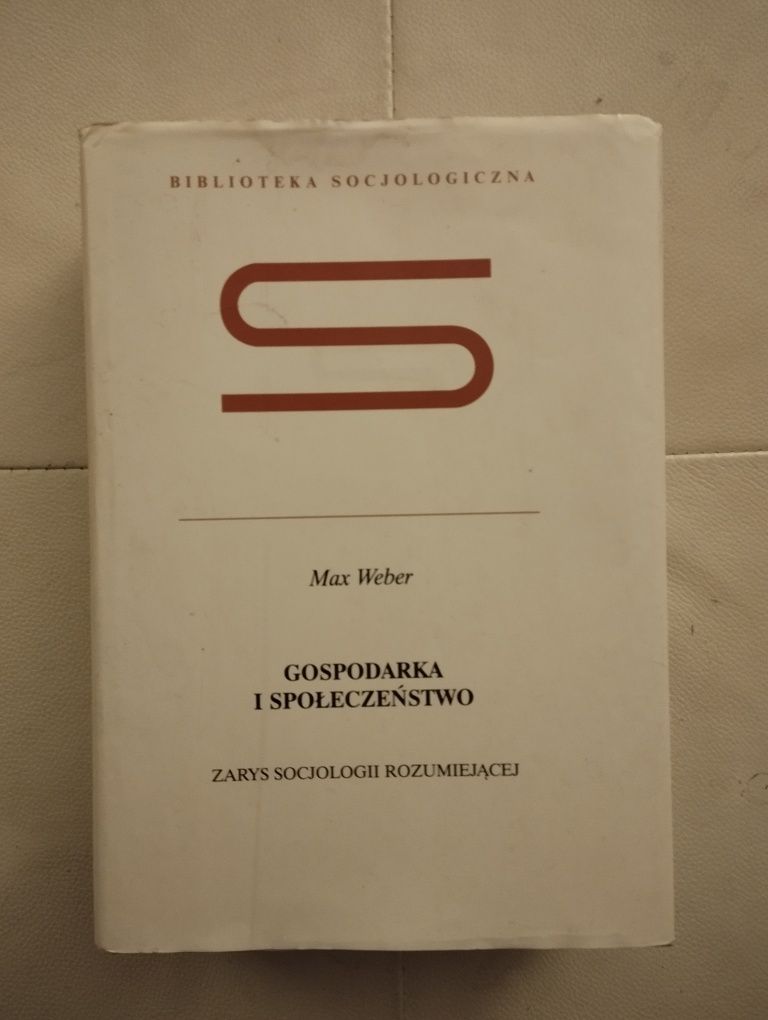 BIBLIOTEKA SOCJOLOGICZNA
S
Max Weber
GOSPODARKA
I SPOŁECZEŃSTWO
ZARYS SOCJOLOGII ROZUMIEJĄCEJ